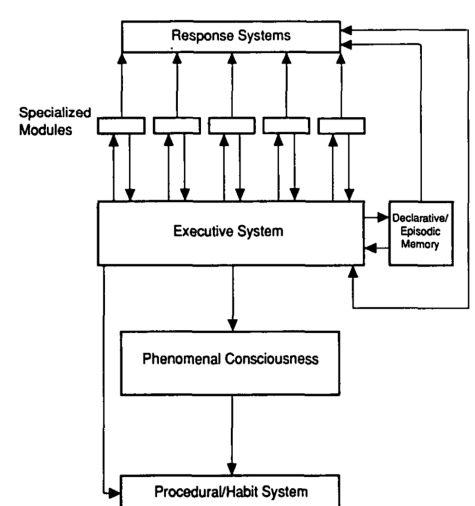 Response Systems
Specialized
Modules
Executive System
Declarative/
Episodic
Memory
Phenomenal Consciousness
Procedural/Habit System